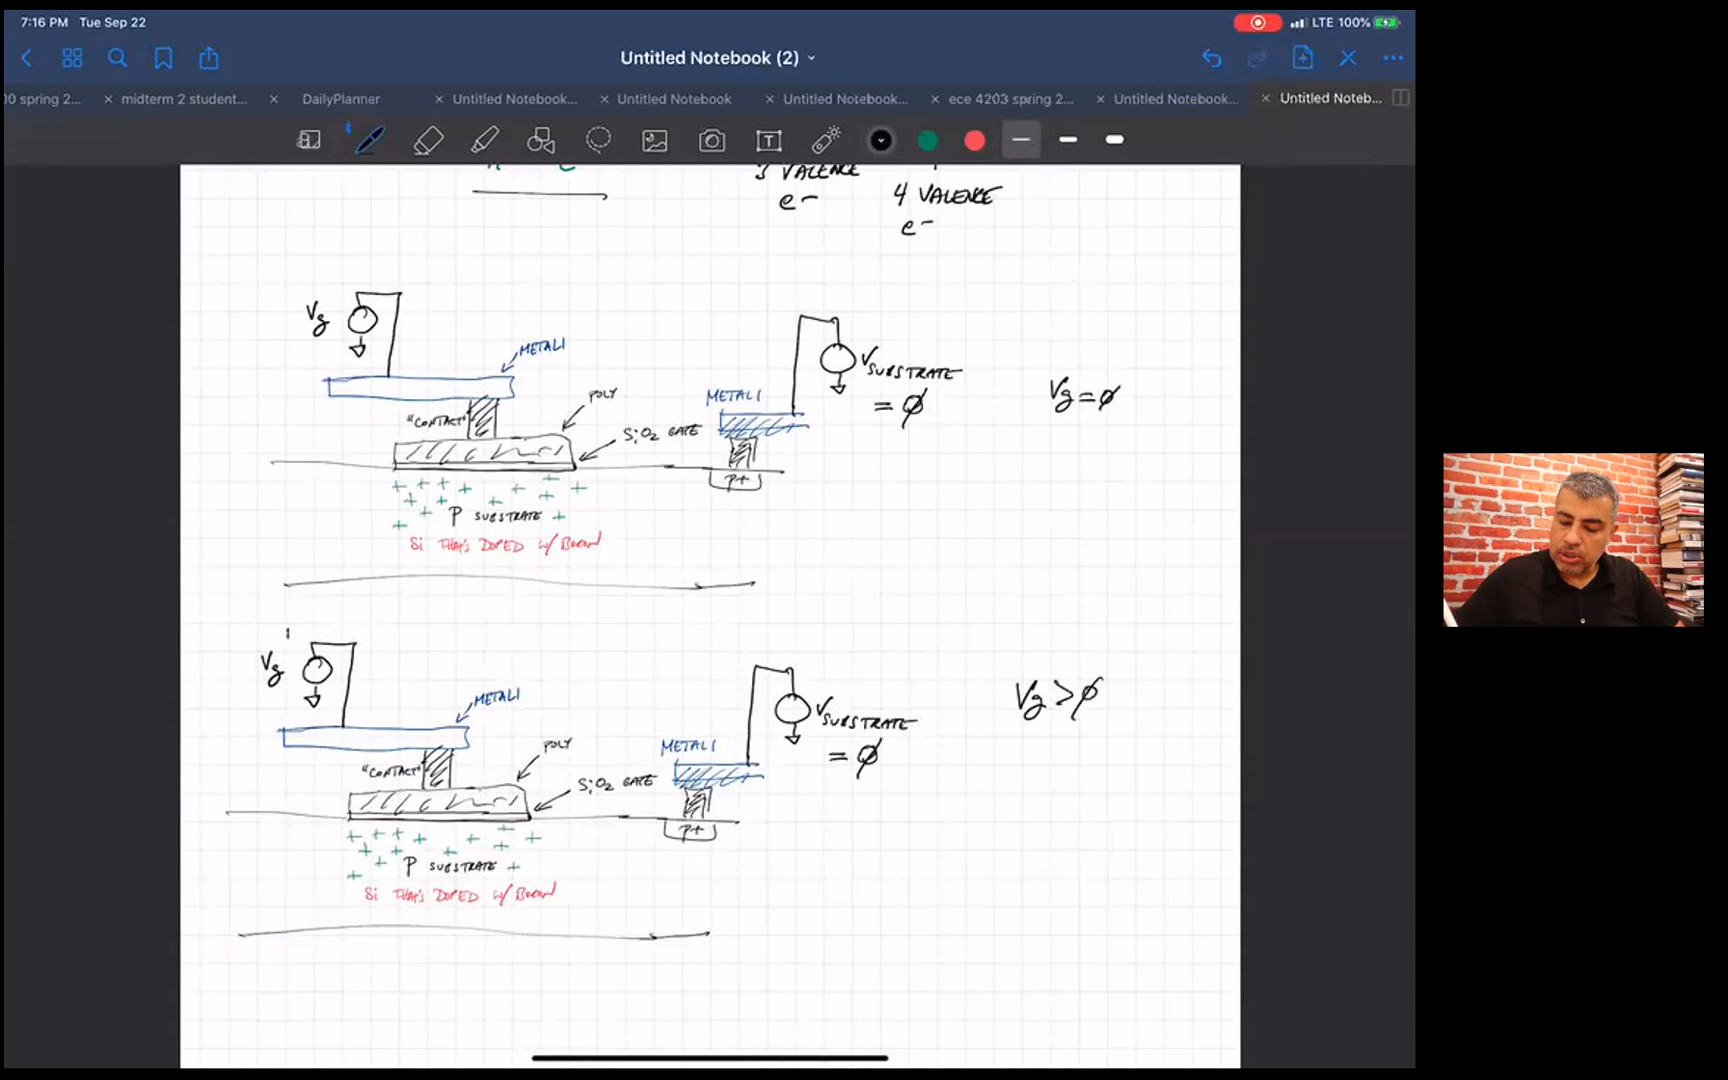 7:16 PM Tue Sep 22
LTE 100%
Untitled Notebook (2)
00 spring 2...
midterm 2 student...
DailyPlanner
Untitled Notebook...
Untitled Notebook
Untitled Notebook...
ece 4203 spring 2...
Untitled Notebook...
Untitled Noteb...
3 VALENCE
e-
4 VALENCE
e-
Vg
METAL1
POLY
"CONTACT"
SiO2 GATE
METAL1
VSUBSTRATE
= ϕ
Vg = ϕ
P+
+ + + + + + + + + + + + +
P SUBSTRATE +
Si THAT'S DOPED w/ Boron
Vg
METAL1
POLY
"CONTACT"
SiO2 GATE
METAL1
VSUBSTRATE
= ϕ
Vg > ϕ
P+
+ + + + + + + + + + + + +
P SUBSTRATE +
Si THAT'S DOPED w/ Boron